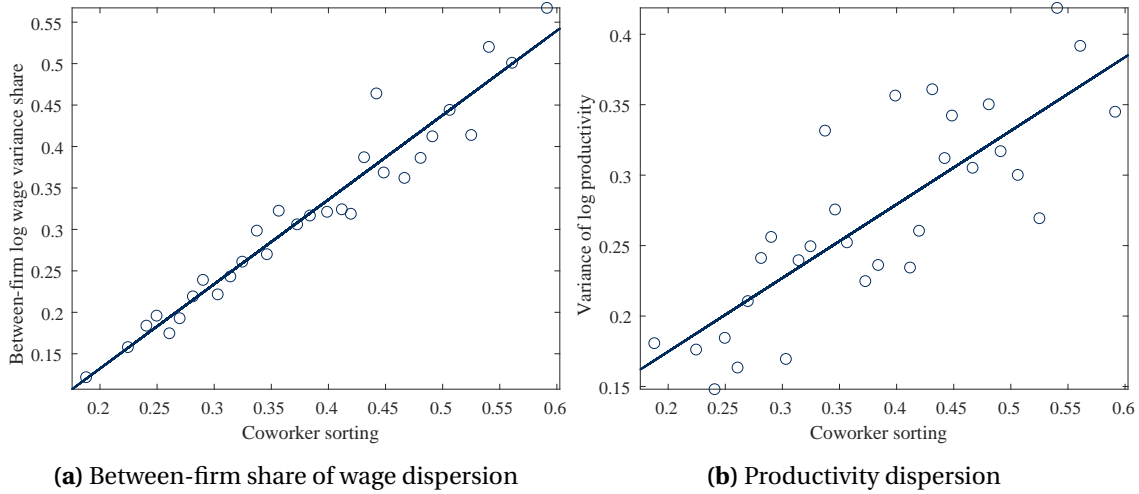 Between-firm log wage variance share
0.55
0.5
0.45
0.4
0.35
0.3
0.25
0.2
0.15
0.2 0.25 0.3 0.35 0.4 0.45 0.5 0.55 0.6
Coworker sorting
(a) Between-firm share of wage dispersion
Variance of log productivity
0.4
0.35
0.3
0.25
0.2
0.15
0.2 0.25 0.3 0.35 0.4 0.45 0.5 0.55 0.6
Coworker sorting
(b) Productivity dispersion